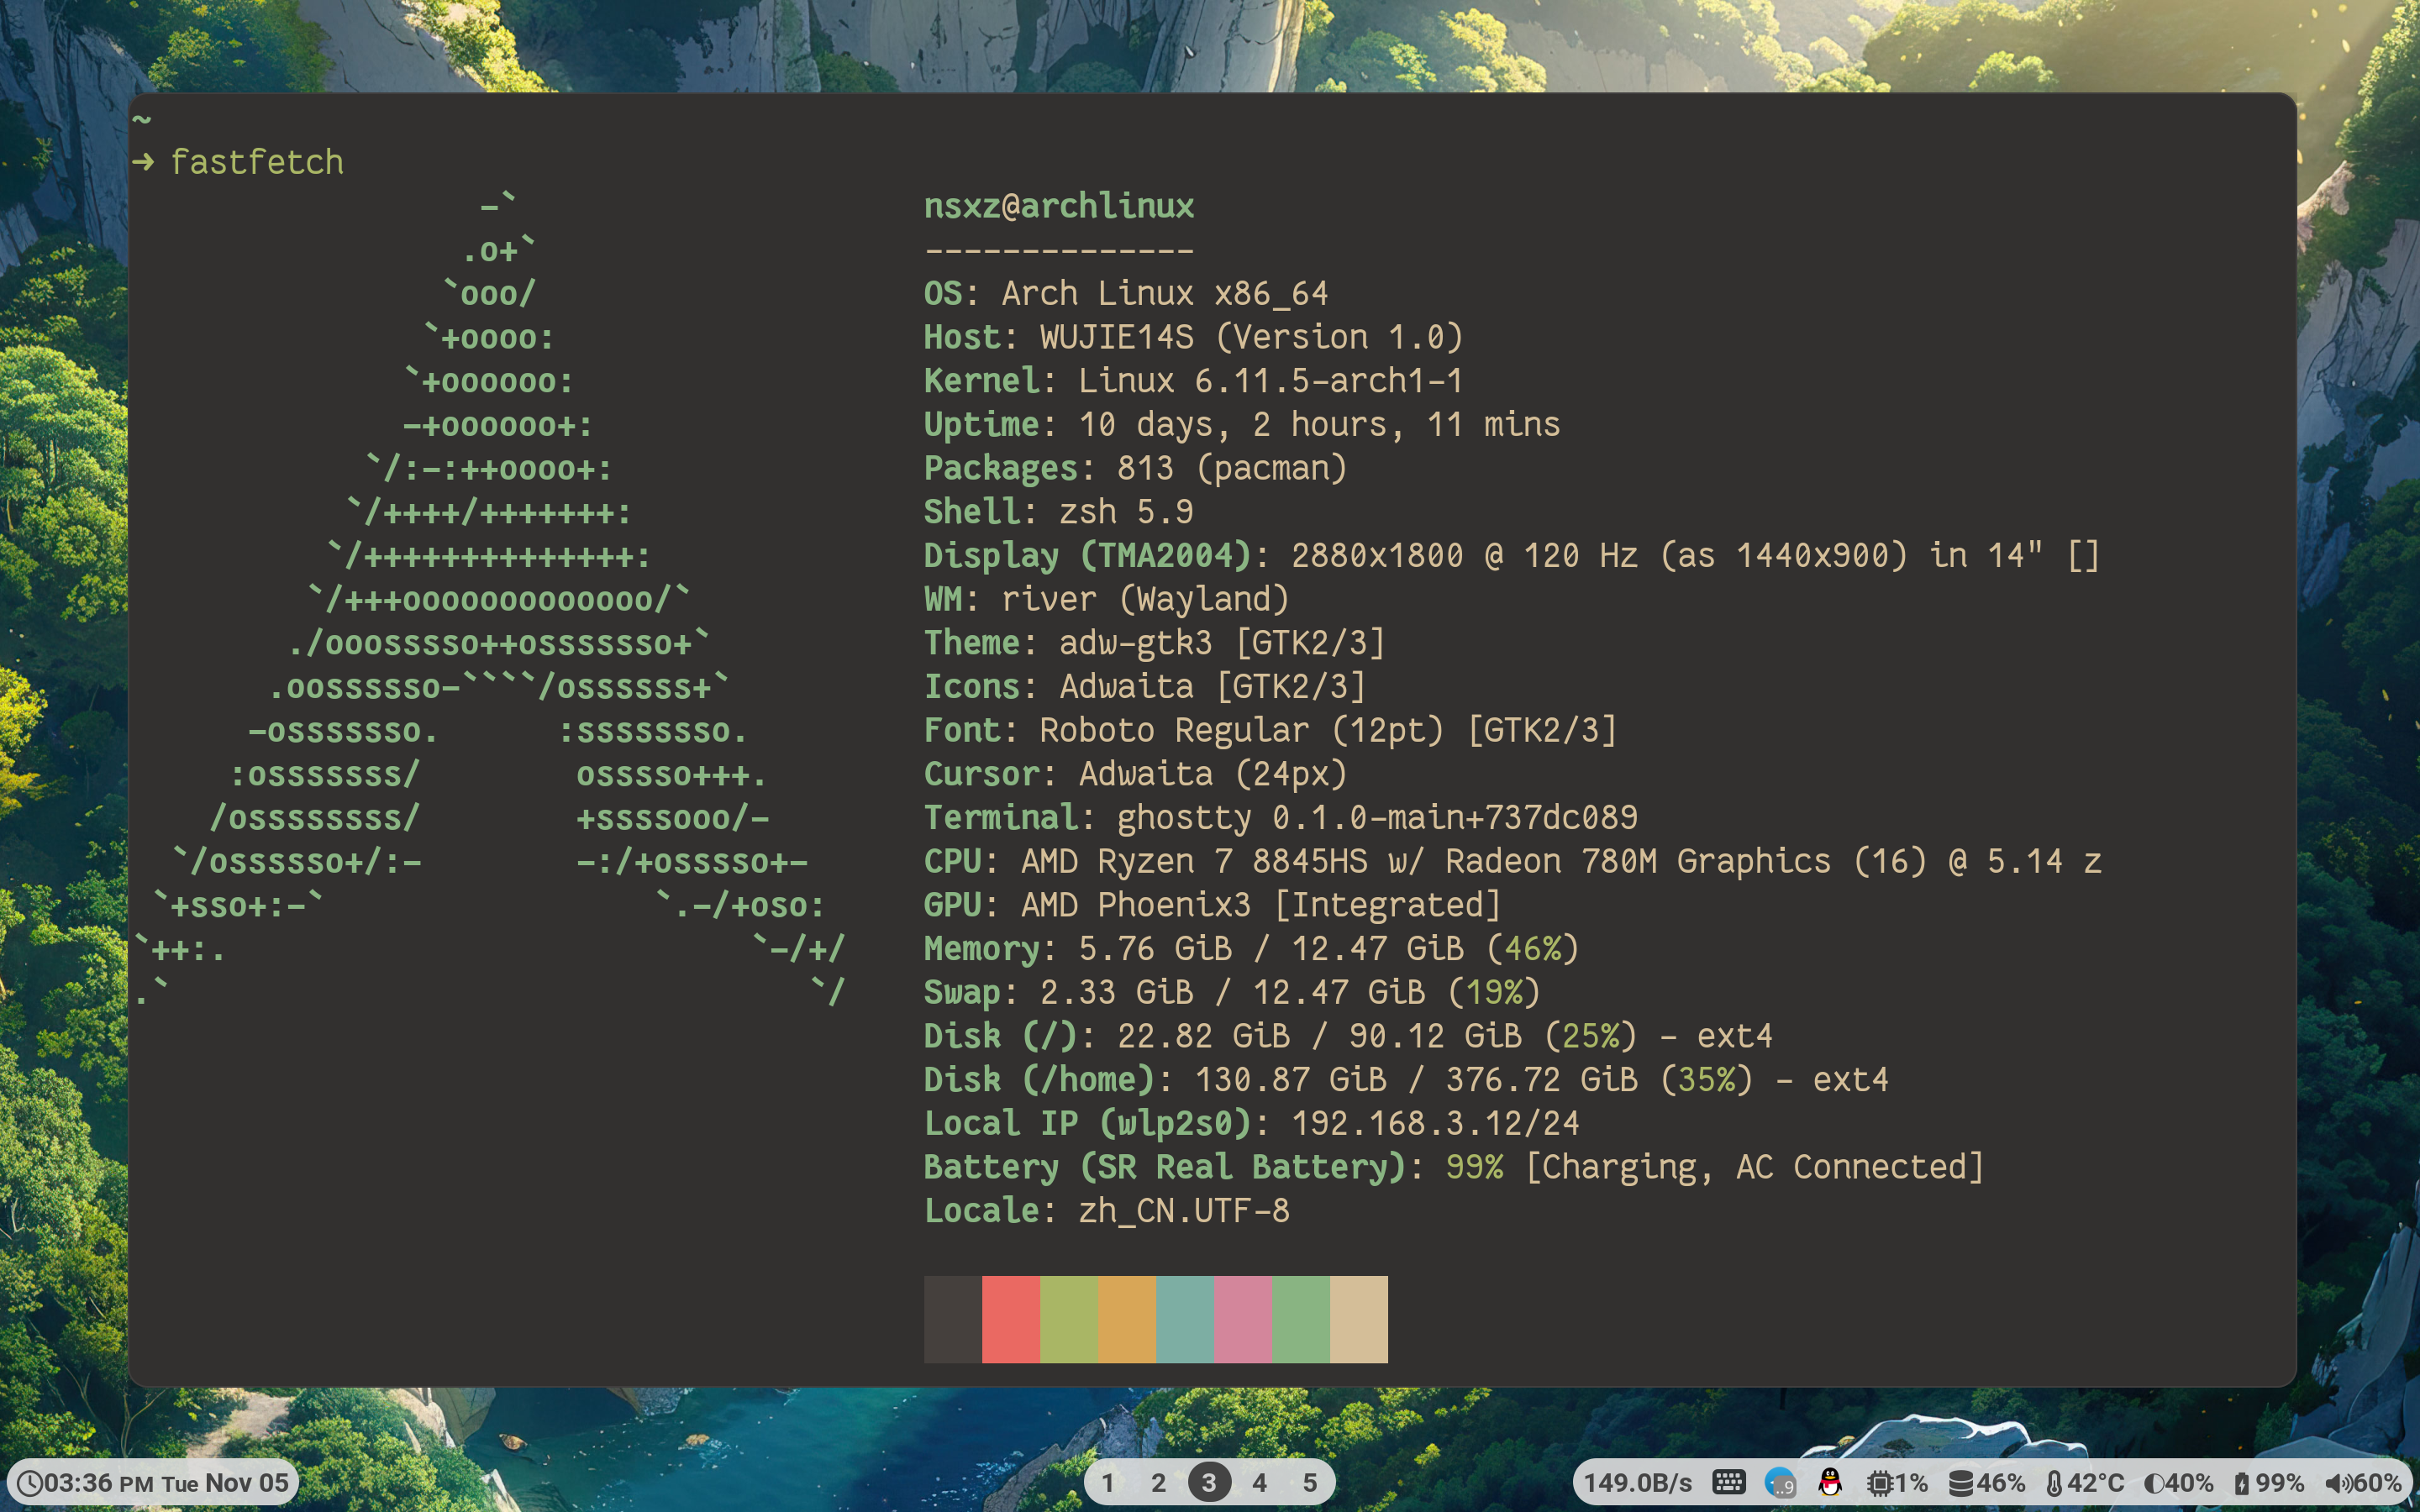 ~
➜ fastfetch
-`
.o+`
`ooo/
`+oooo:
`+oooooo:
-+oooooo+:
`/:-:++oooo+:
`/++++/+++++++:
`/++++++++++++++:
`/+++ooooooooooooo/`
./ooosssso++osssssso+`
.oossssso-````/ossssss+`
-osssssso.      :ssssssso.
:osssssss/        osssso+++.
/ossssssss/        +ssssooo/-
`/ossssso+/:-        -:/+osssso+-
`+sso+:-`                 `.-/+oso:
`++:.                           `-/+/
.`                                 `/
nsxz@archlinux
--------------
OS: Arch Linux x86_64
Host: WUJIE14S (Version 1.0)
Kernel: Linux 6.11.5-arch1-1
Uptime: 10 days, 2 hours, 11 mins
Packages: 813 (pacman)
Shell: zsh 5.9
Display (TMA2004): 2880x1800 @ 120 Hz (as 1440x900) in 14" []
WM: river (Wayland)
Theme: adw-gtk3 [GTK2/3]
Icons: Adwaita [GTK2/3]
Font: Roboto Regular (12pt) [GTK2/3]
Cursor: Adwaita (24px)
Terminal: ghostty 0.1.0-main+737dc089
CPU: AMD Ryzen 7 8845HS w/ Radeon 780M Graphics (16) @ 5.14 z
GPU: AMD Phoenix3 [Integrated]
Memory: 5.76 GiB / 12.47 GiB (46%)
Swap: 2.33 GiB / 12.47 GiB (19%)
Disk (/): 22.82 GiB / 90.12 GiB (25%) - ext4
Disk (/home): 130.87 GiB / 376.72 GiB (35%) - ext4
Local IP (wlp2s0): 192.168.3.12/24
Battery (SR Real Battery): 99% [Charging, AC Connected]
Locale: zh_CN.UTF-8
03:36 PM Tue Nov 05
1 2 3 4 5
149.0B/s ..9 1% 46% 42°C 40% 99% 60%